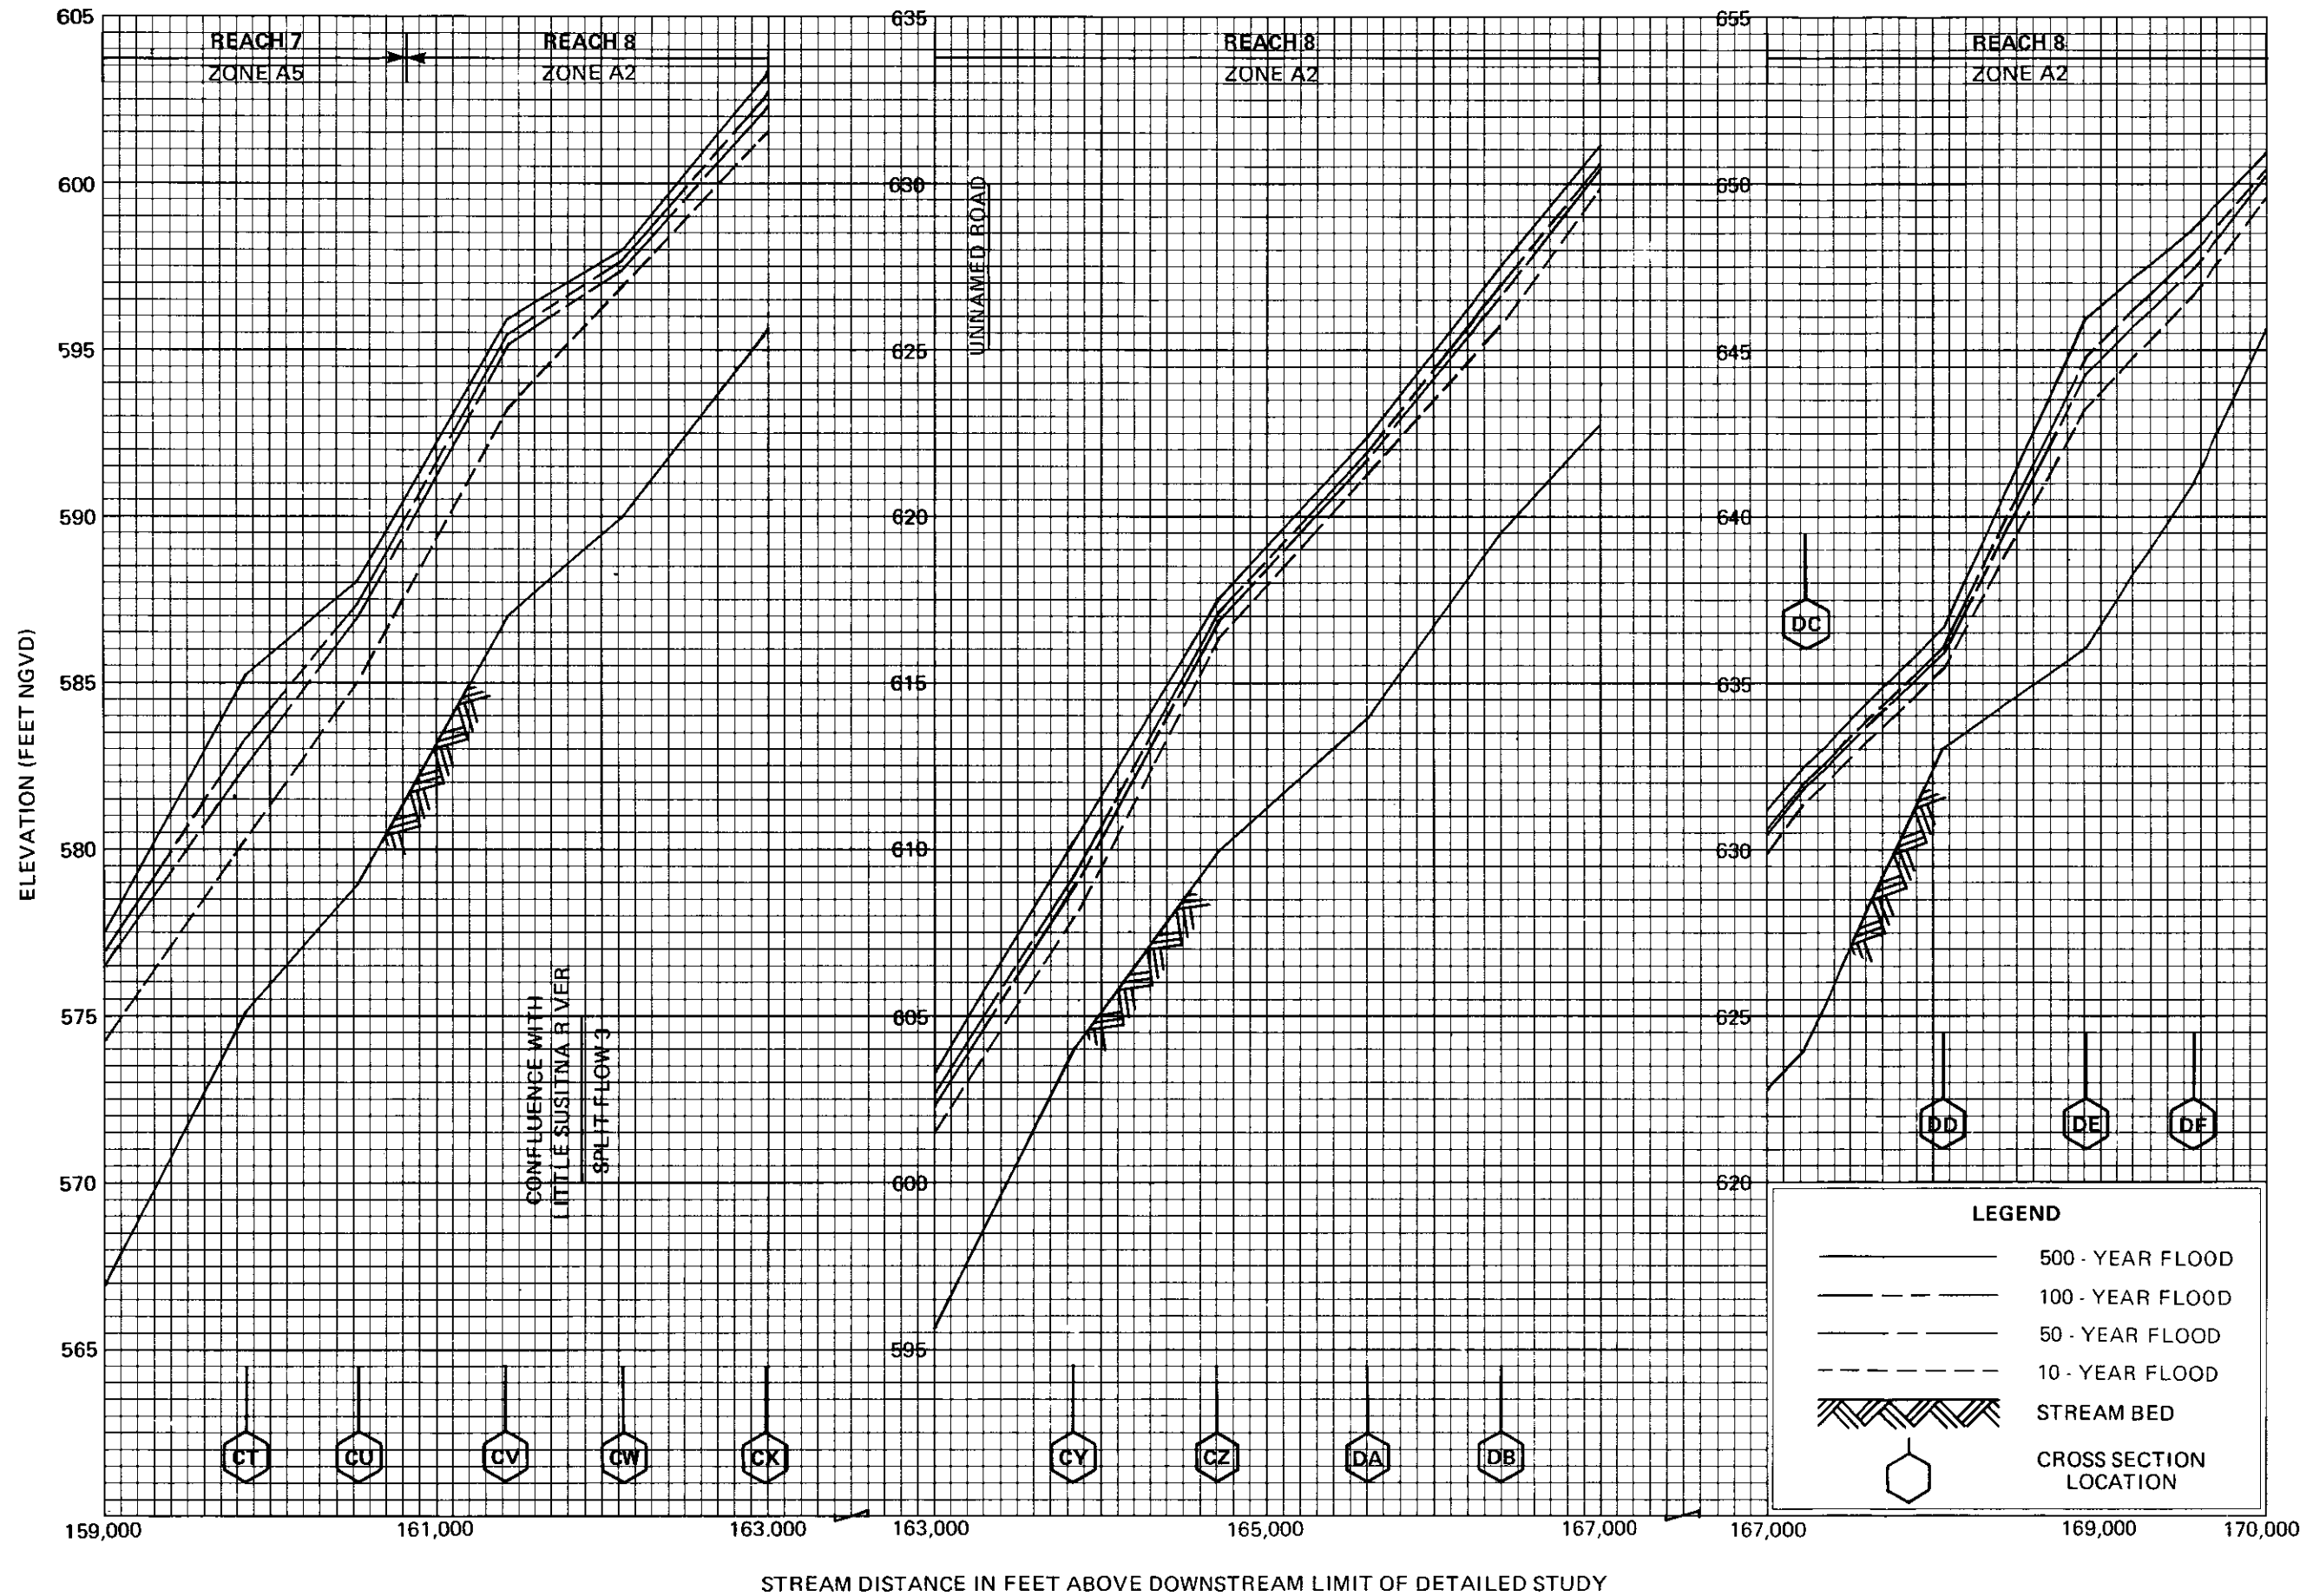 605
635
655
REACH 7
REACH 8
REACH 8
REACH 8
ZONE A5
ZONE A2
ZONE A2
ZONE A2
600
630
650
UNNAMED ROAD
595
625
645
590
620
640
DC
585
615
635
ELEVATION (FEET NGVD)
580
610
630
575
605
625
CONFLUENCE WITH
LITTLE SUSITNA RIVER
SPLIT FLOW 3
DD
DE
DF
570
600
620
565
595
CT
CU
CV
CW
CX
CY
CZ
DA
DB
LEGEND
500 - YEAR FLOOD
100 - YEAR FLOOD
50 - YEAR FLOOD
10 - YEAR FLOOD
STREAM BED
CROSS SECTION
LOCATION
159,000
161,000
163.000
163,000
165,000
167,000
167,000
169,000
170,000
STREAM DISTANCE IN FEET ABOVE DOWNSTREAM LIMIT OF DETAILED STUDY